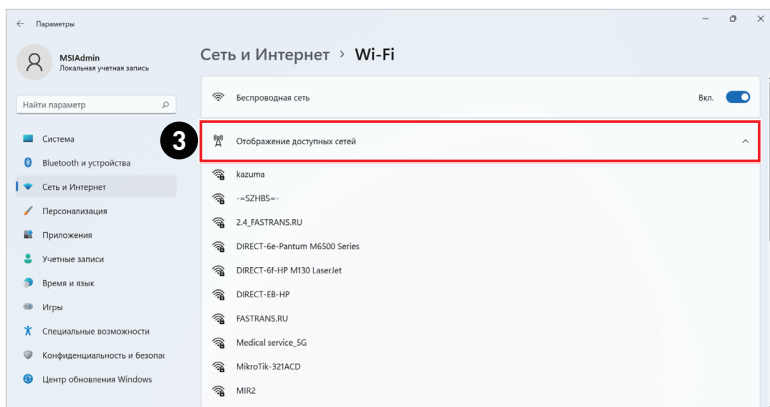 Параметры
MSIAdmin
Локальная учетная запись
Найти параметр
Система
Bluetooth и устройства
Сеть и Интернет
Персонализация
Приложения
Учетные записи
Время и язык
Игры
Специальные возможности
Конфиденциальность и безопас
Центр обновления Windows
Сеть и Интернет > Wi-Fi
Беспроводная сеть Вкл.
3 Отображение доступных сетей
kazuma
-=SZHBS=-
2.4_FASTRANS.RU
DIRECT-6e-Pantum M6500 Series
DIRECT-6f-HP M130 LaserJet
DIRECT-EB-HP
FASTRANS.RU
Medical service_5G
MikroTik-321ACD
MIR2